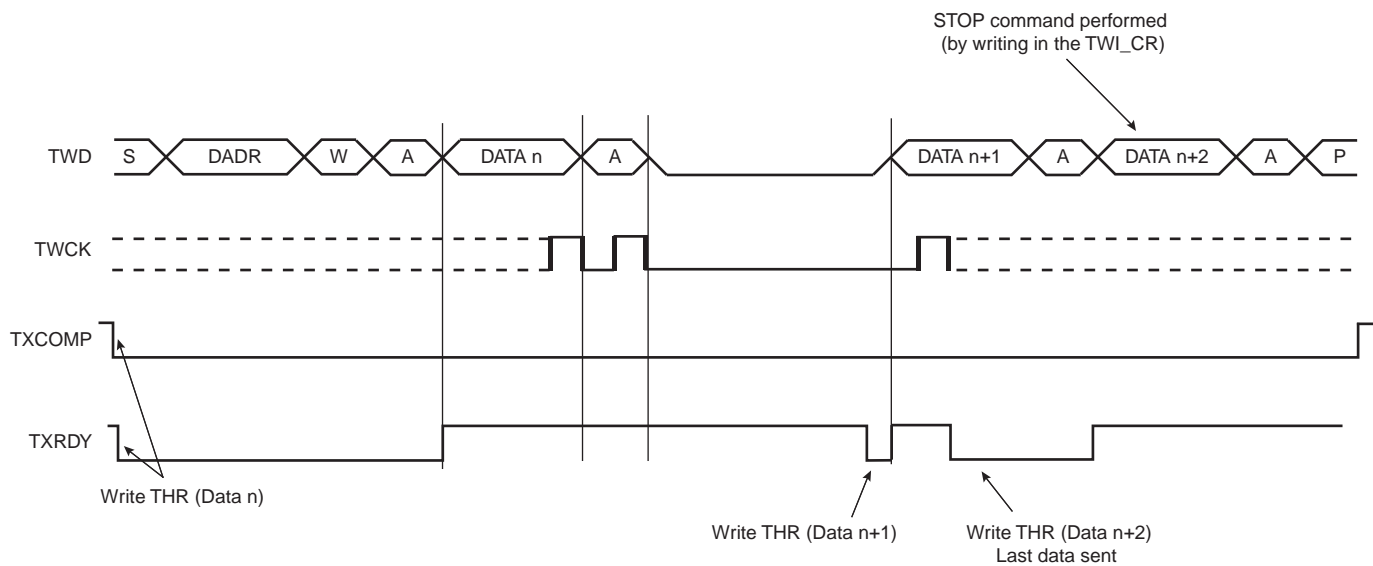 STOP command performed
(by writing in the TWI_CR)
TWD S DADR W A DATA n A DATA n+1 A DATA n+2 A P
TWCK
TXCOMP
TXRDY
Write THR (Data n)
Write THR (Data n+1)
Write THR (Data n+2)
Last data sent